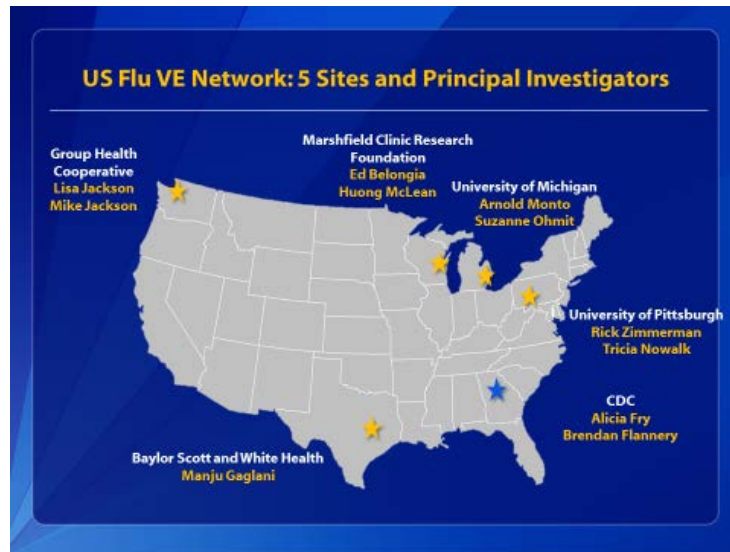 US Flu VE Network: 5 Sites and Principal Investigators
Group Health
Cooperative
Lisa Jackson
Mike Jackson
Marshfield Clinic Research
Foundation
Ed Belongia
Huong McLean
University of Michigan
Arnold Monto
Suzanne Ohmit
University of Pittsburgh
Rick Zimmerman
Tricia Nowalk
CDC
Alicia Fry
Brendan Flannery
Baylor Scott and White Health
Manju Gaglani